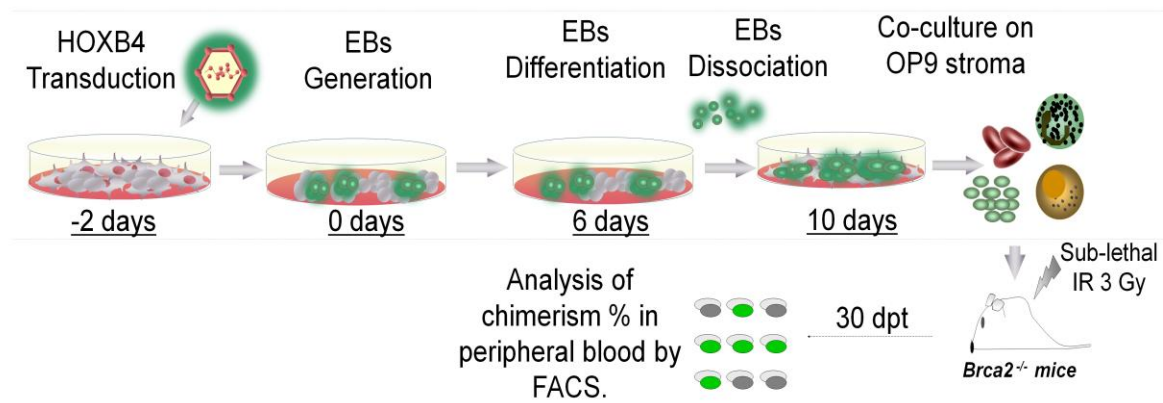 HOXB4
Transduction
EBs
Generation
EBs
Differentiation
EBs
Dissociation
Co-culture on
OP9 stroma
-2 days
0 days
6 days
10 days
Sub-lethal
IR 3 Gy
Brca2-/- mice
30 dpt
Analysis of
chimerism % in
peripheral blood by
FACS.